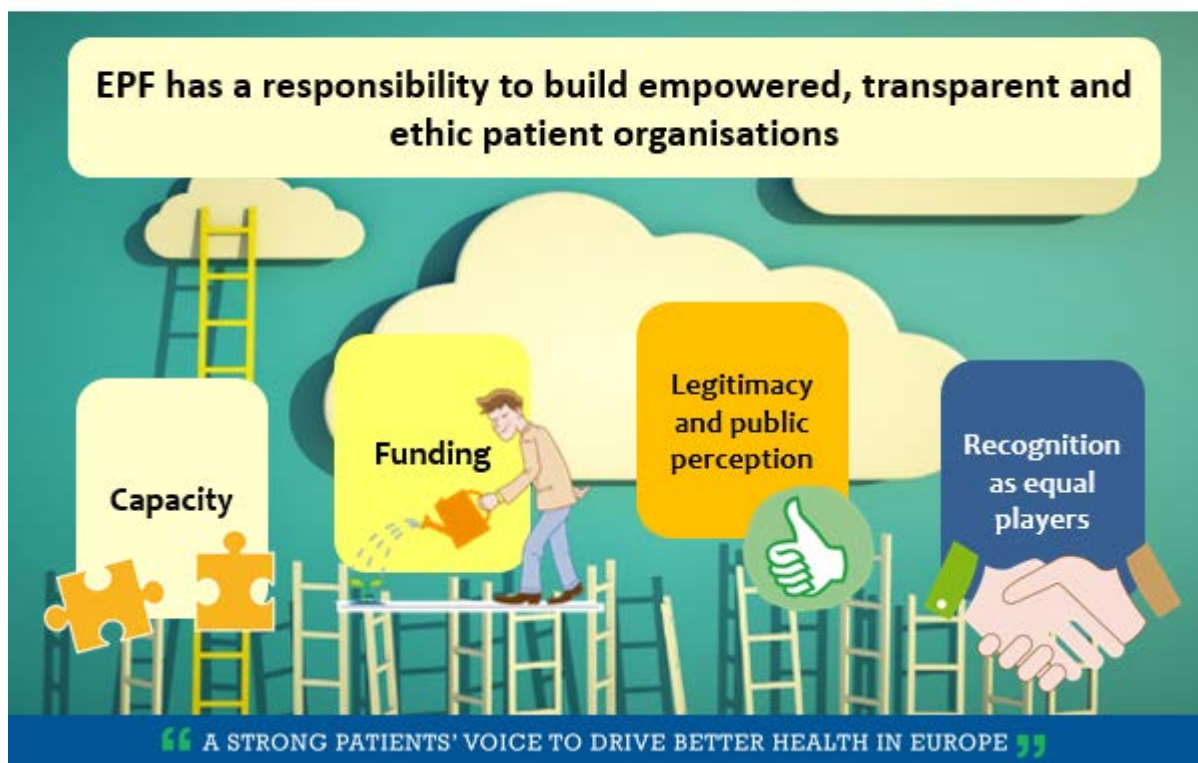 EPF has a responsibility to build empowered, transparent and
ethic patient organisations
Capacity
Funding
Legitimacy
and public
perception
Recognition
as equal
players
“ A STRONG PATIENTS’ VOICE TO DRIVE BETTER HEALTH IN EUROPE ”